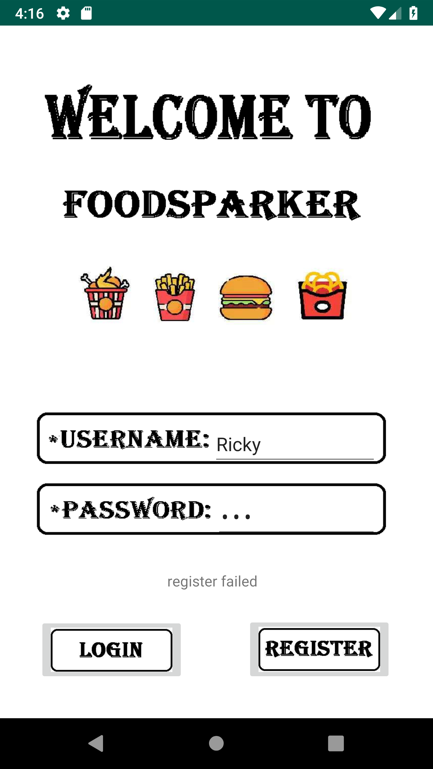 4:16
WELCOME TO
FOODSPARKER
*USERNAME: Ricky
*PASSWORD: ...
register failed
LOGIN
REGISTER